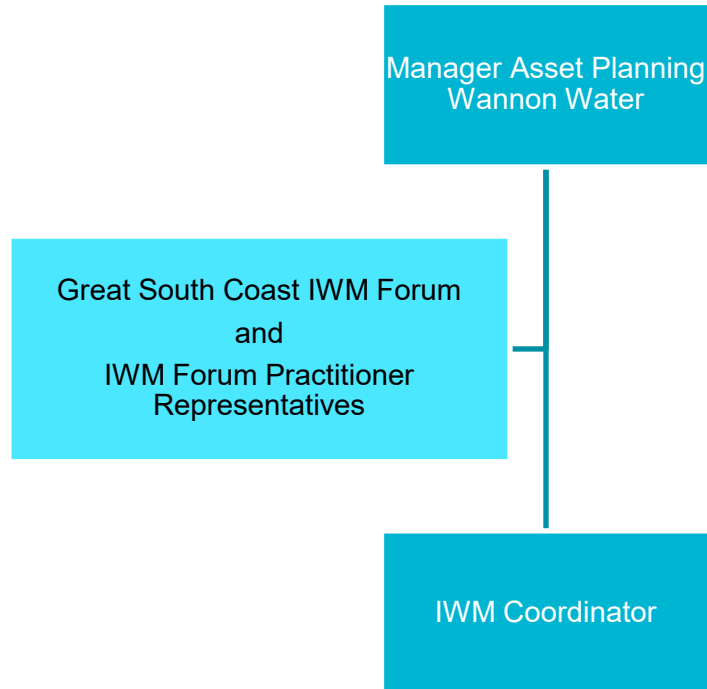 Manager Asset Planning
Wannon Water
Great South Coast IWM Forum
and
IWM Forum Practitioner
Representatives
IWM Coordinator